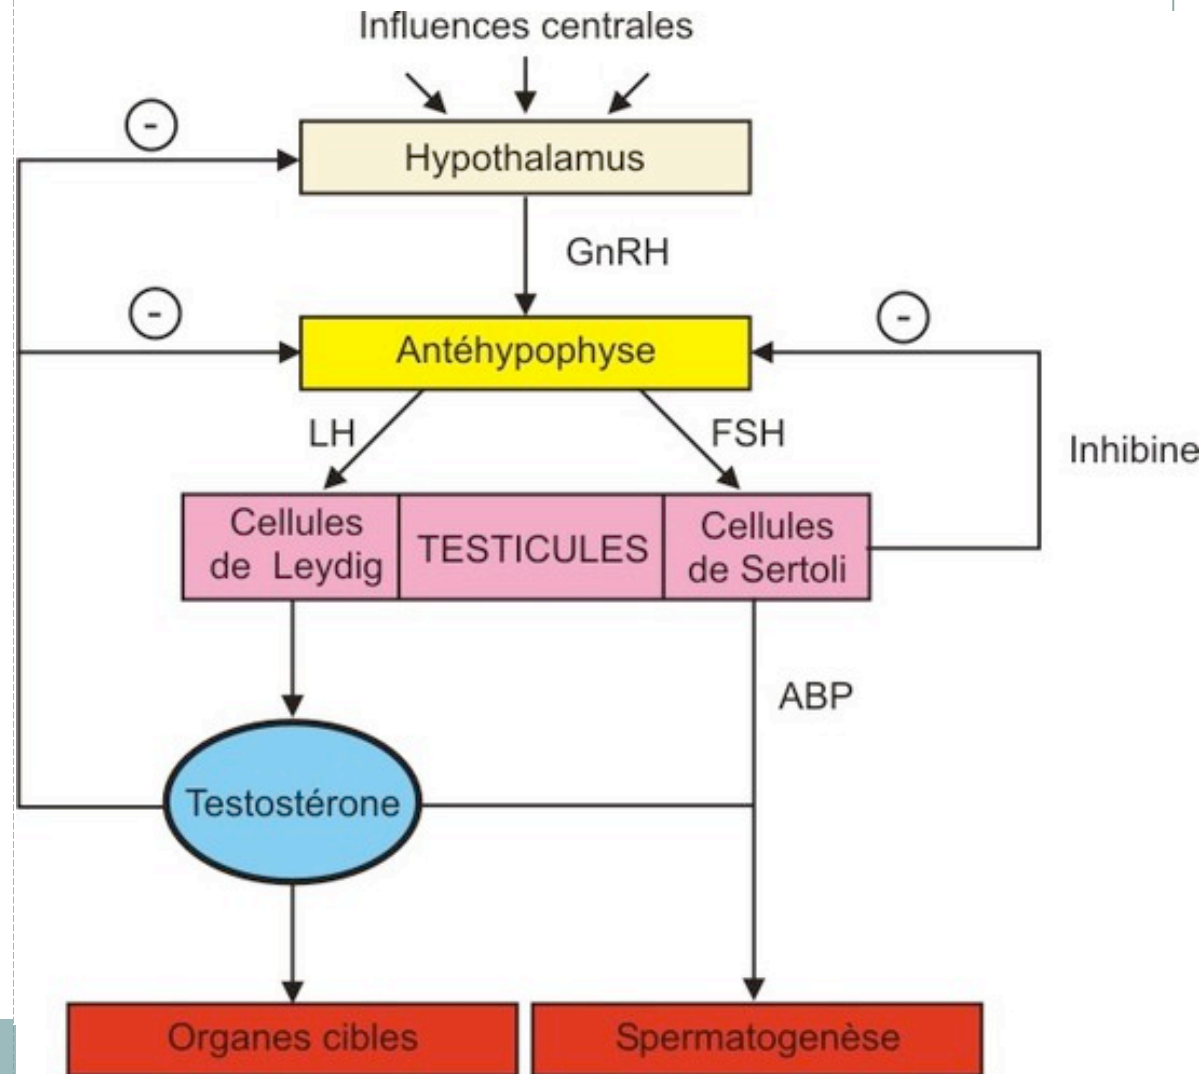 Influences centrales
-
Hypothalamus
GnRH
-
-
Antéhypophyse
LH
FSH
Inhibine
Cellules
de Leydig
TESTICULES
Cellules
de Sertoli
ABP
Testostérone
Organes cibles
Spermatogenèse